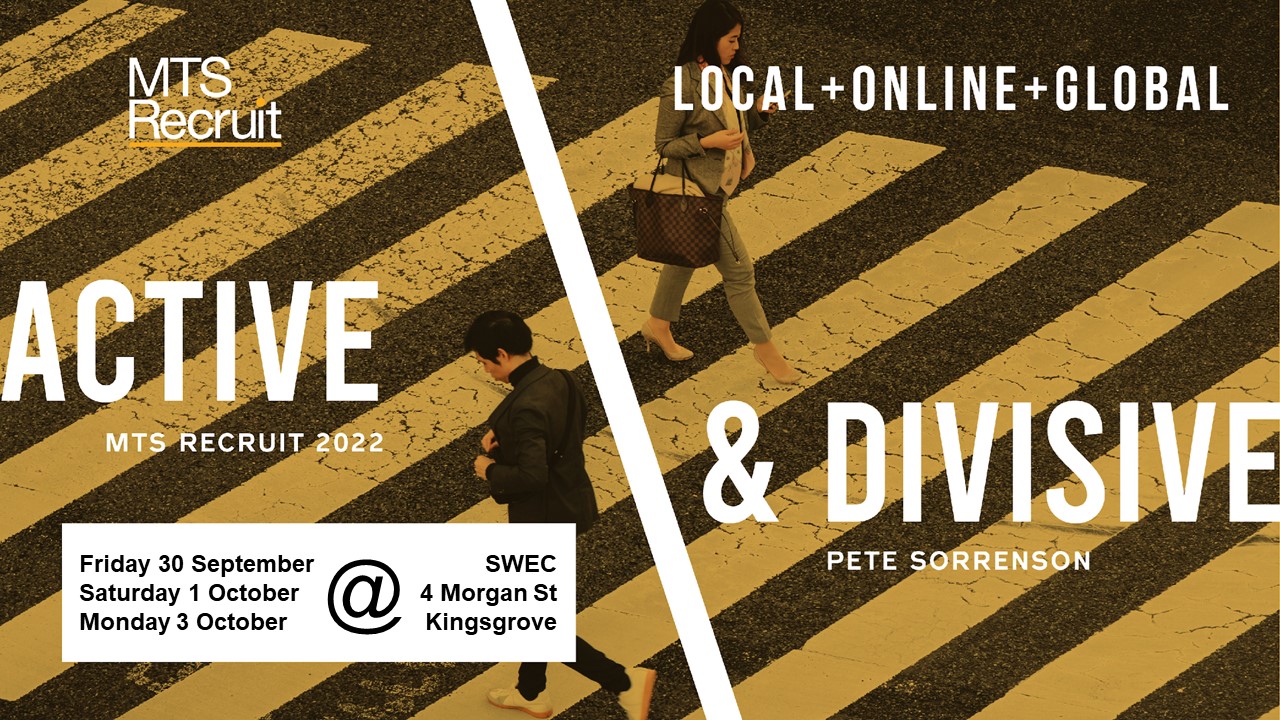 MTS
Recruit
LOCAL+ONLINE+GLOBAL
ACTIVE
MTS RECRUIT 2022
& DIVISIVE
PETE SORRENSON
Friday 30 September
Saturday 1 October
Monday 3 October
@
SWEC
4 Morgan St
Kingsgrove